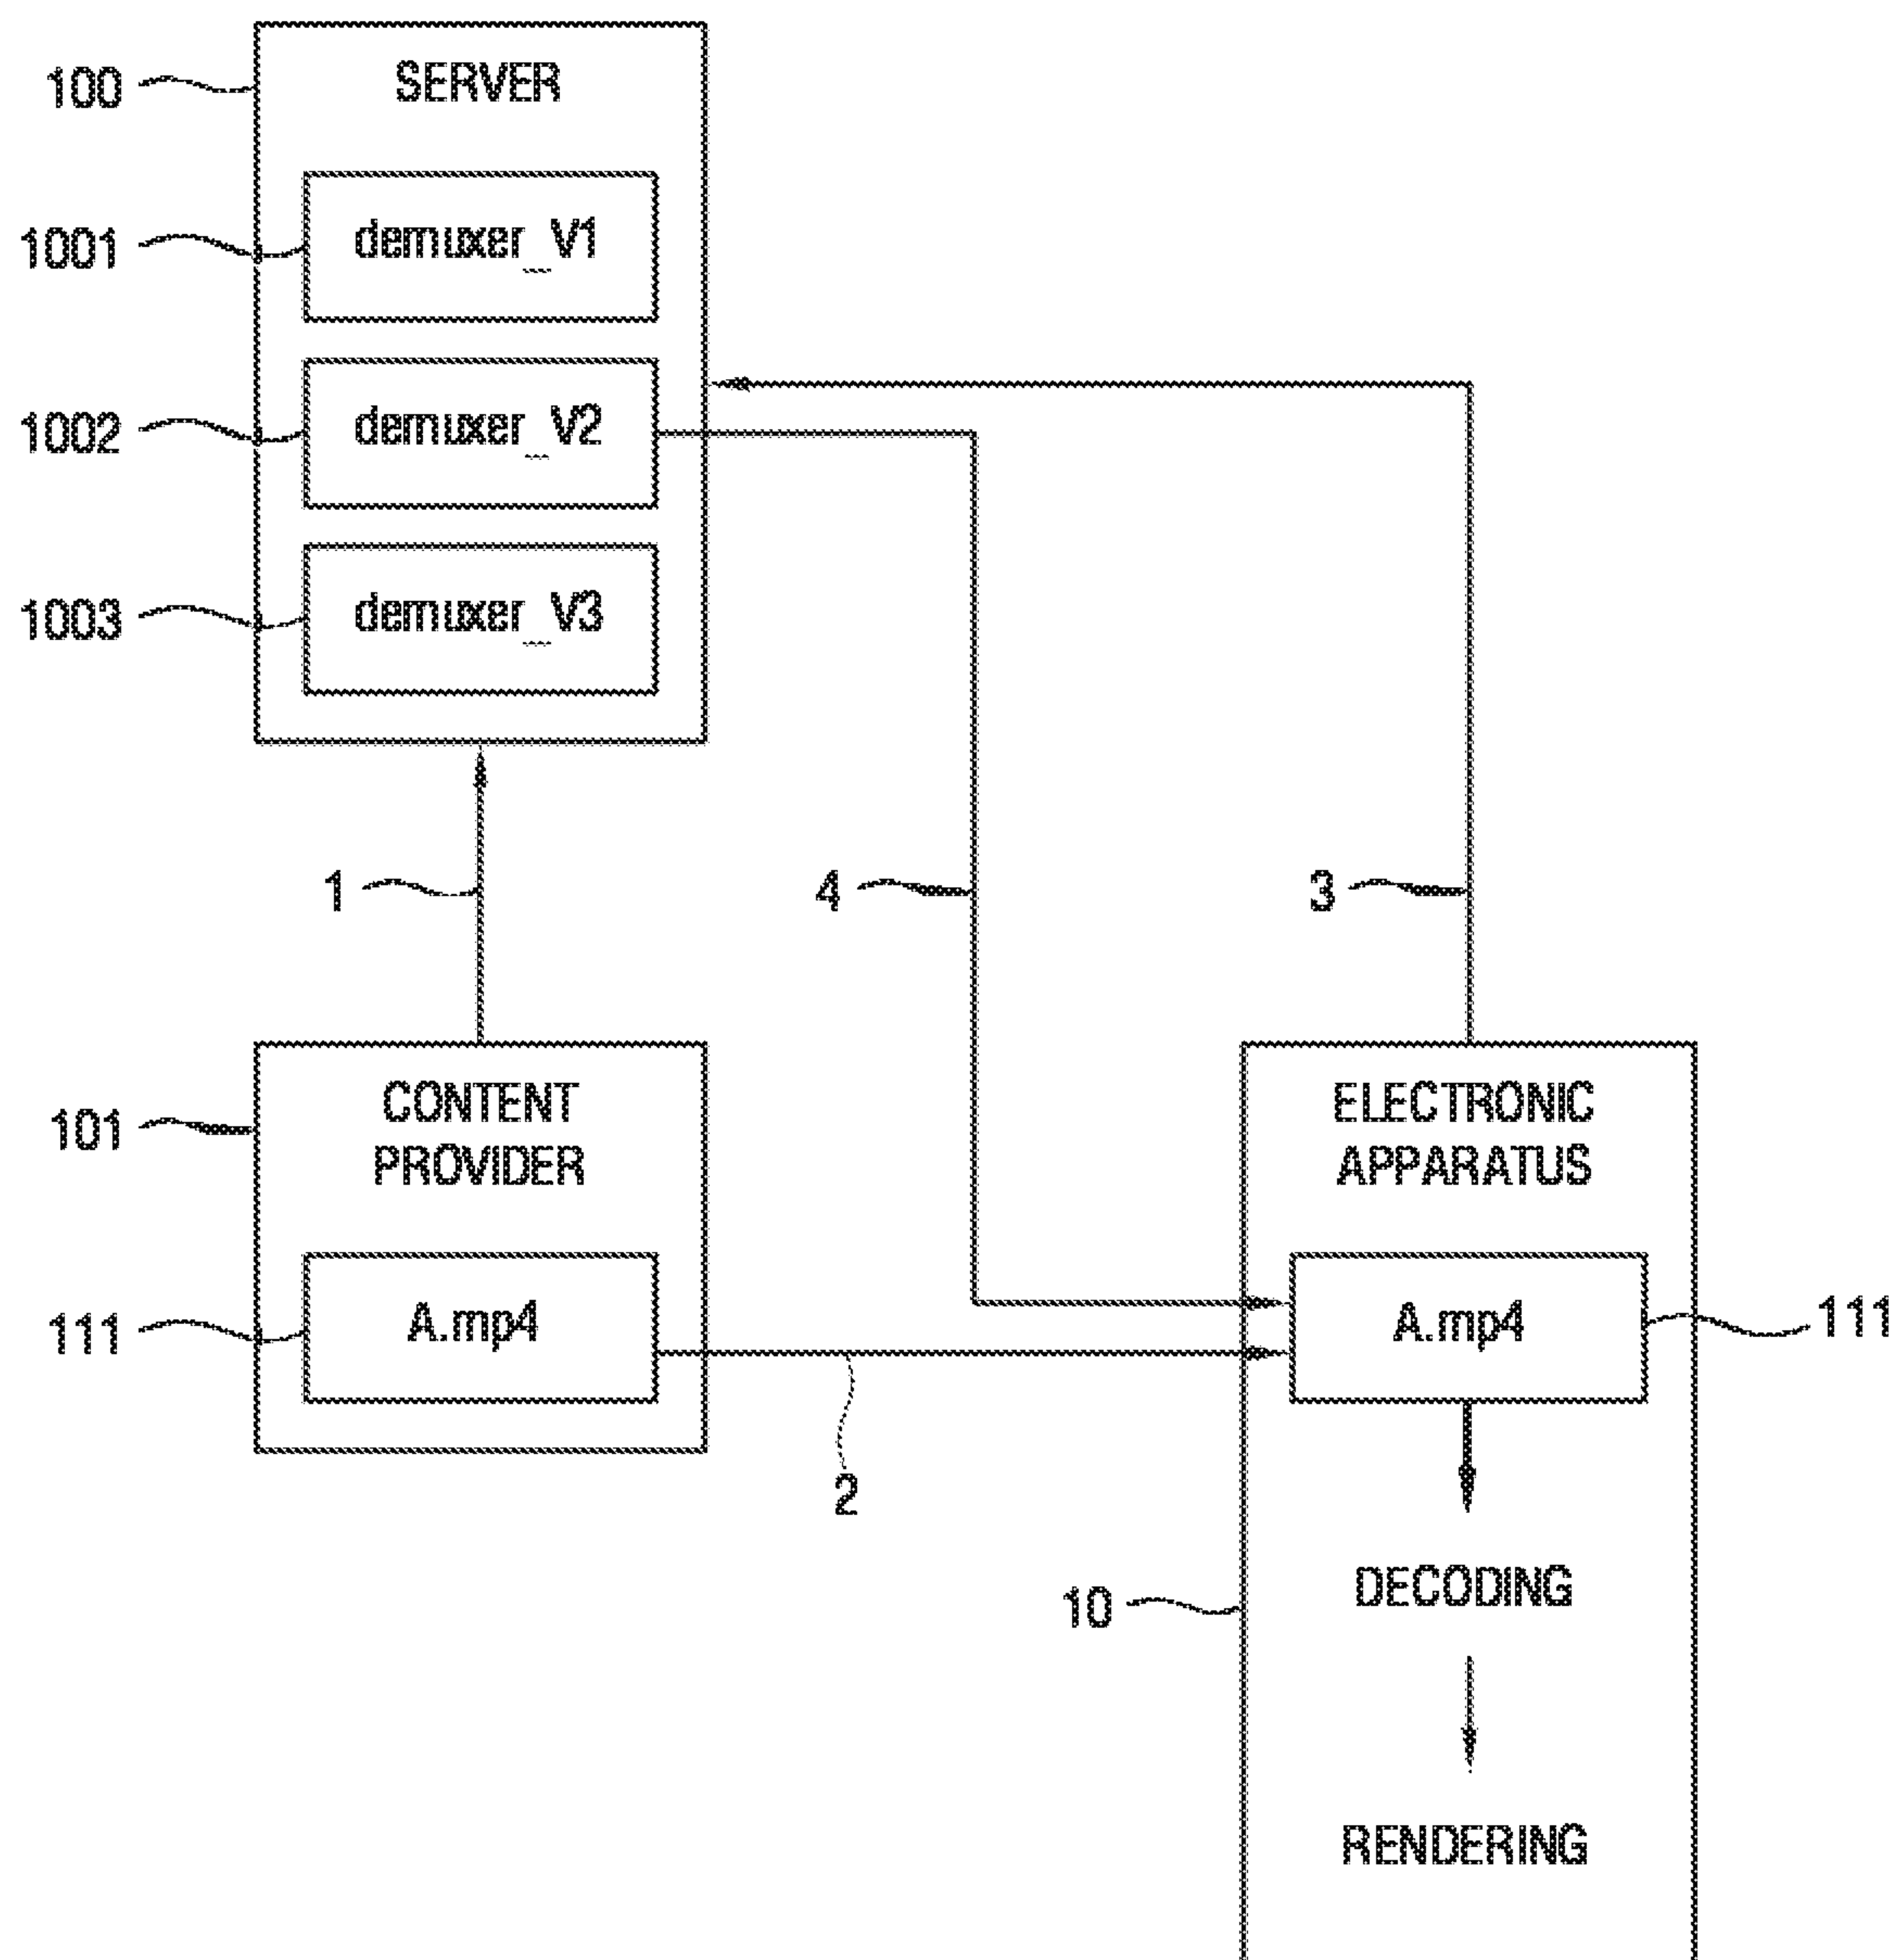 100
SERVER
1001
demuxer_V1
1002
demuxer_V2
1003
demuxer_V3
1
4
3
101
CONTENT
PROVIDER
ELECTRONIC
APPARATUS
111
A.mp4
A.mp4
111
2
10
DECODING
RENDERING